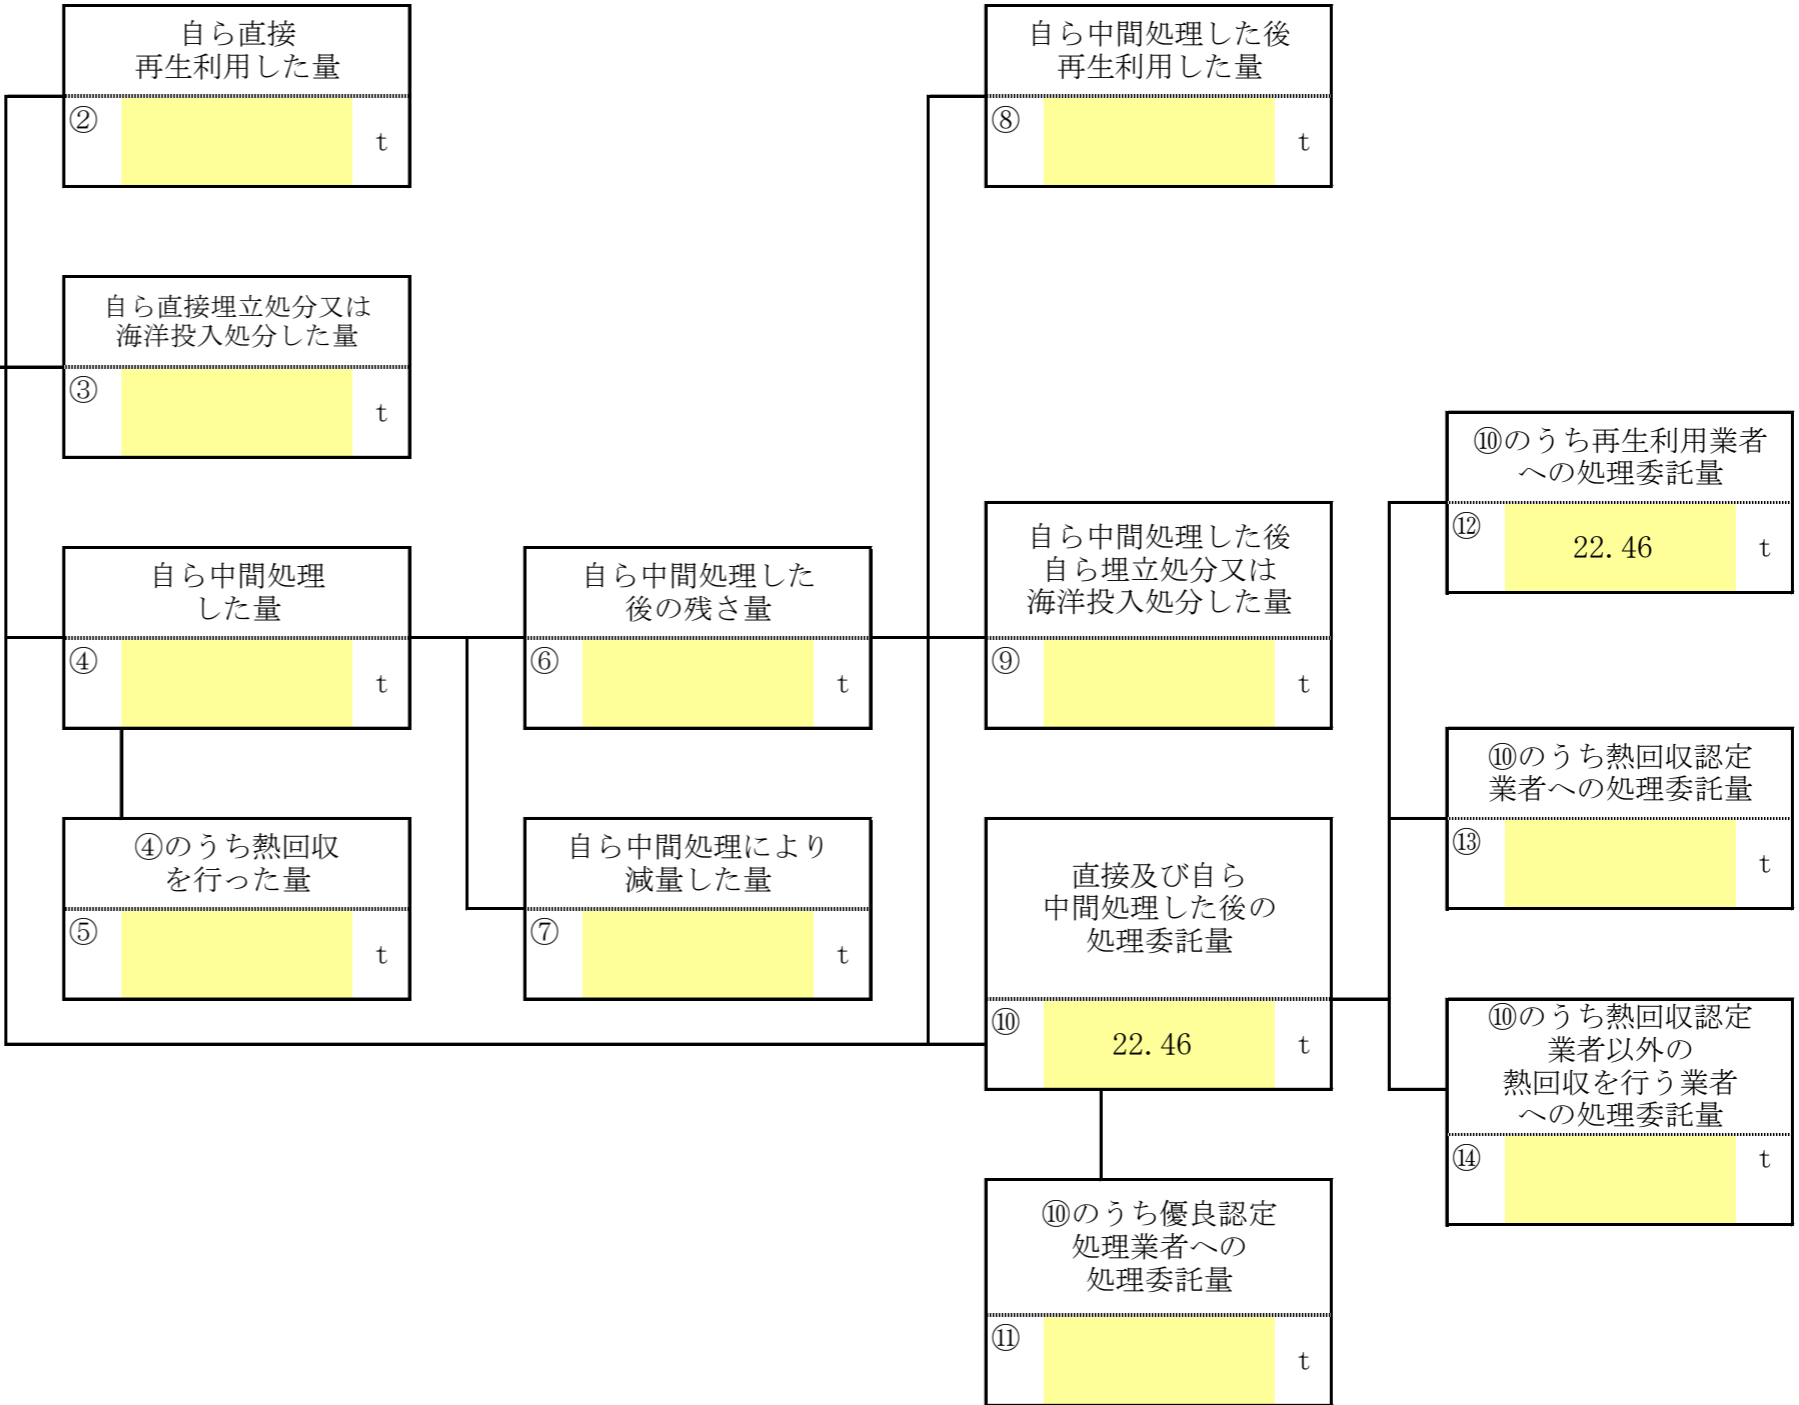 自ら直接
再生利用した量
②
t
自ら中間処理した後
再生利用した量
⑧
t
自ら直接埋立処分又は
海洋投入処分した量
③
t
⑩のうち再生利用業者
への処理委託量
⑫
22.46
t
自ら中間処理
した量
④
t
自ら中間処理した
後の残さ量
⑥
t
自ら中間処理した後
自ら埋立処分又は
海洋投入処分した量
⑨
t
⑩のうち熱回収認定
業者への処理委託量
⑬
t
④のうち熱回収
を行った量
⑤
t
自ら中間処理により
減量した量
⑦
t
直接及び自ら
中間処理した後の
処理委託量
⑩
22.46
t
⑩のうち熱回収認定
業者以外の
熱回収を行う業者
への処理委託量
⑭
t
⑩のうち優良認定
処理業者への
処理委託量
⑪
t